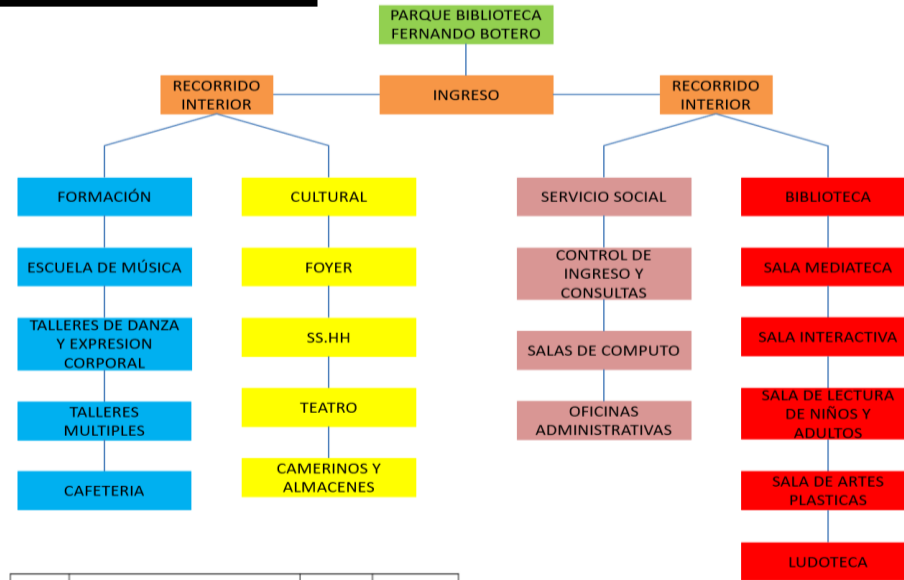 PARQUE BIBLIOTECA
FERNANDO BOTERO
RECORRIDO
INTERIOR
INGRESO
RECORRIDO
INTERIOR
FORMACIÓN
ESCUELA DE MÚSICA
TALLERES DE DANZA
Y EXPRESION
CORPORAL
TALLERES
MULTIPLES
CAFETERIA
CULTURAL
FOYER
SS.HH
TEATRO
CAMERINOS Y
ALMACENES
SERVICIO SOCIAL
CONTROL DE
INGRESO Y
CONSULTAS
SALAS DE COMPUTO
OFICINAS
ADMINISTRATIVAS
BIBLIOTECA
SALA MEDIATECA
SALA INTERACTIVA
SALA DE LECTURA
DE NIÑOS Y
ADULTOS
SALA DE ARTES
PLASTICAS
LUDOTECA